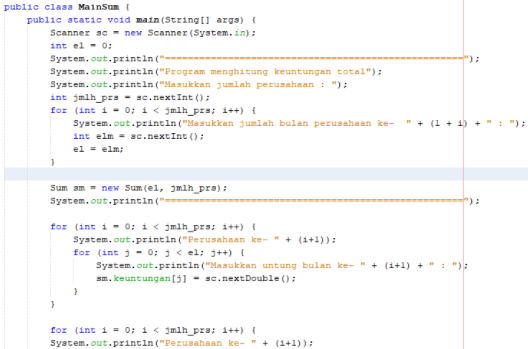 public class MainSum {
public static void main(String[] args) {
Scanner sc = new Scanner(System.in);
int el = 0;
System.out.println("====================================================");
System.out.println("Program menghitung keuntungan total");
System.out.println("Masukkan jumlah perusahaan : ");
int jmlh_prs = sc.nextInt();
for (int i = 0; i < jmlh_prs; i++) {
System.out.println("Masukkan jumlah bulan perusahaan ke-  " + (1 + i) + " : ");
int elm = sc.nextInt();
el = elm;
}
Sum sm = new Sum(el, jmlh_prs);
System.out.println("====================================================");
for (int i = 0; i < jmlh_prs; i++) {
System.out.println("Perusahaan ke- " + (i+1));
for (int j = 0; j < el; j++) {
System.out.println("Masukkan untung bulan ke- " + (i+1) + " : ");
sm.keuntungan[j] = sc.nextDouble();
}
}
for (int i = 0; i < jmlh_prs; i++) {
System.out.println("Perusahaan ke- " + (i+1));